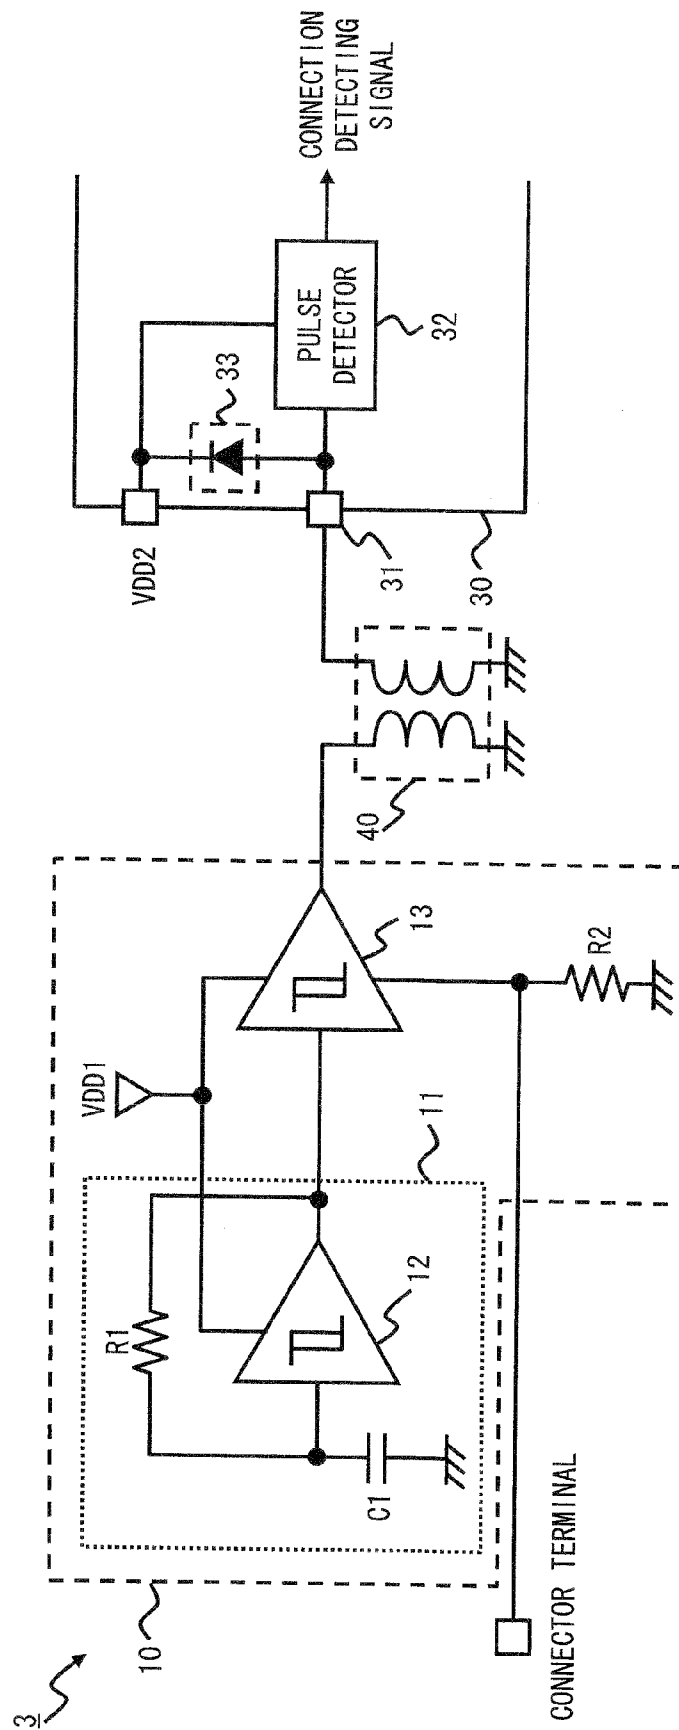 3
10
VDD1
R1
11
12
C1
13
R2
CONNECTOR TERMINAL
40
VDD2
31
30
33
PULSE
DETECTOR
32
CONNECTION
DETECTING
SIGNAL